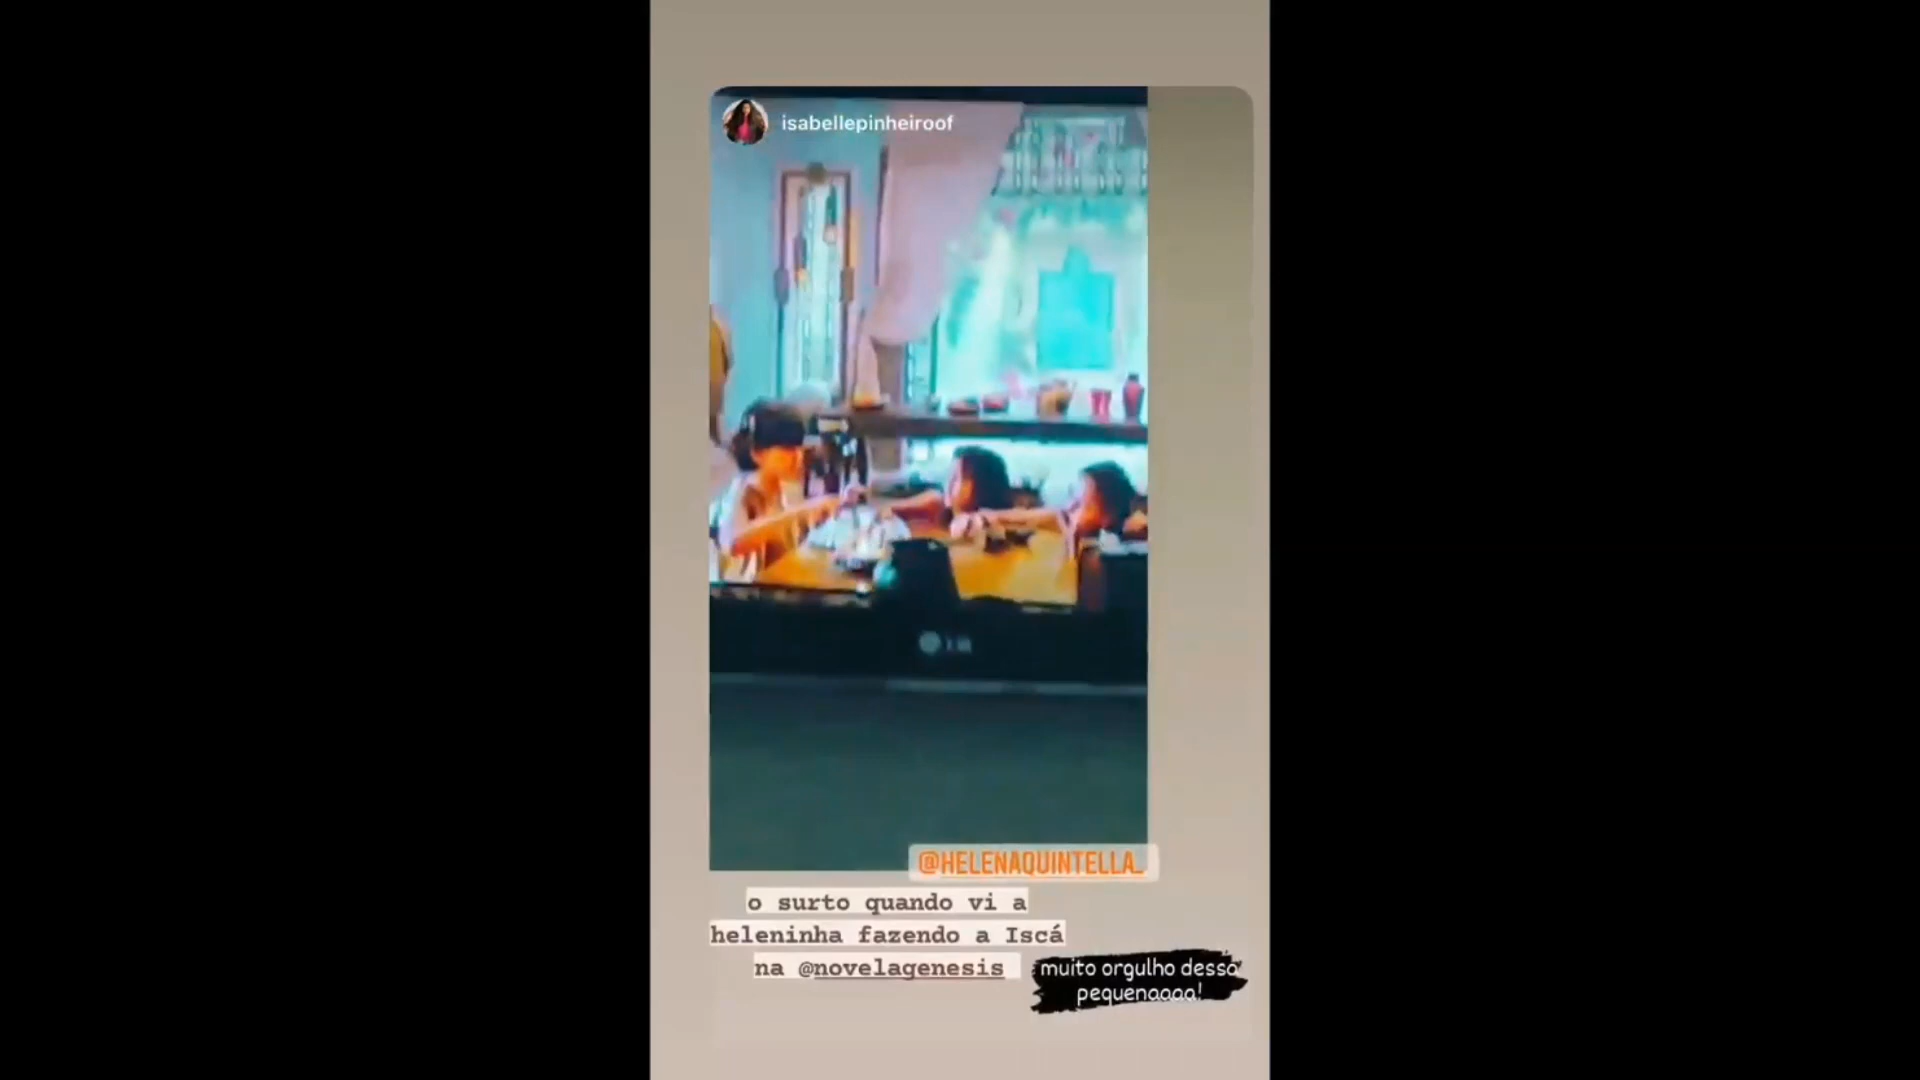 isabellepinheiroof
@HELENAQUINTELLA_
o surto quando vi a
heleninha fazendo a Iscá
na @novelagenesis
muito orgulho dessa
pequenaaaa!